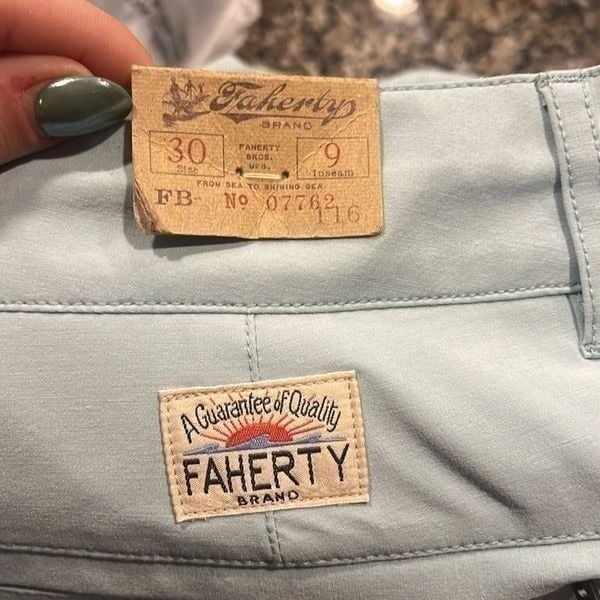 Fahertys
BRAND
30
Size
FAHERTY
BROS.
MFG.
9
Inseam
FROM SEA TO SHINING SEA
FB- Nº 07762
116
A Guarantee of Quality
FAHERTY
BRAND